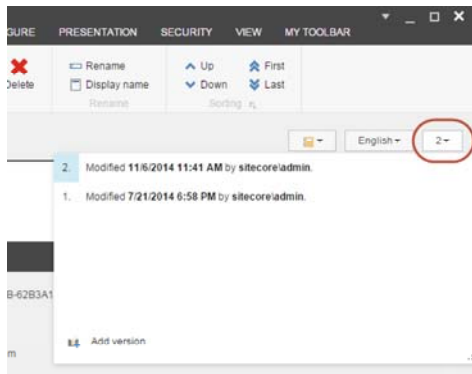 GURE PRESENTATION SECURITY VIEW MY TOOLBAR
Delete
Rename
Display name
Rename
Up
Down
First
Last
Sorting
English
2
2. Modified 11/6/2014 11:41 AM by sitecore\admin.
1. Modified 7/21/2014 6:58 PM by sitecore\admin.
B-62B3A1
Add version
m